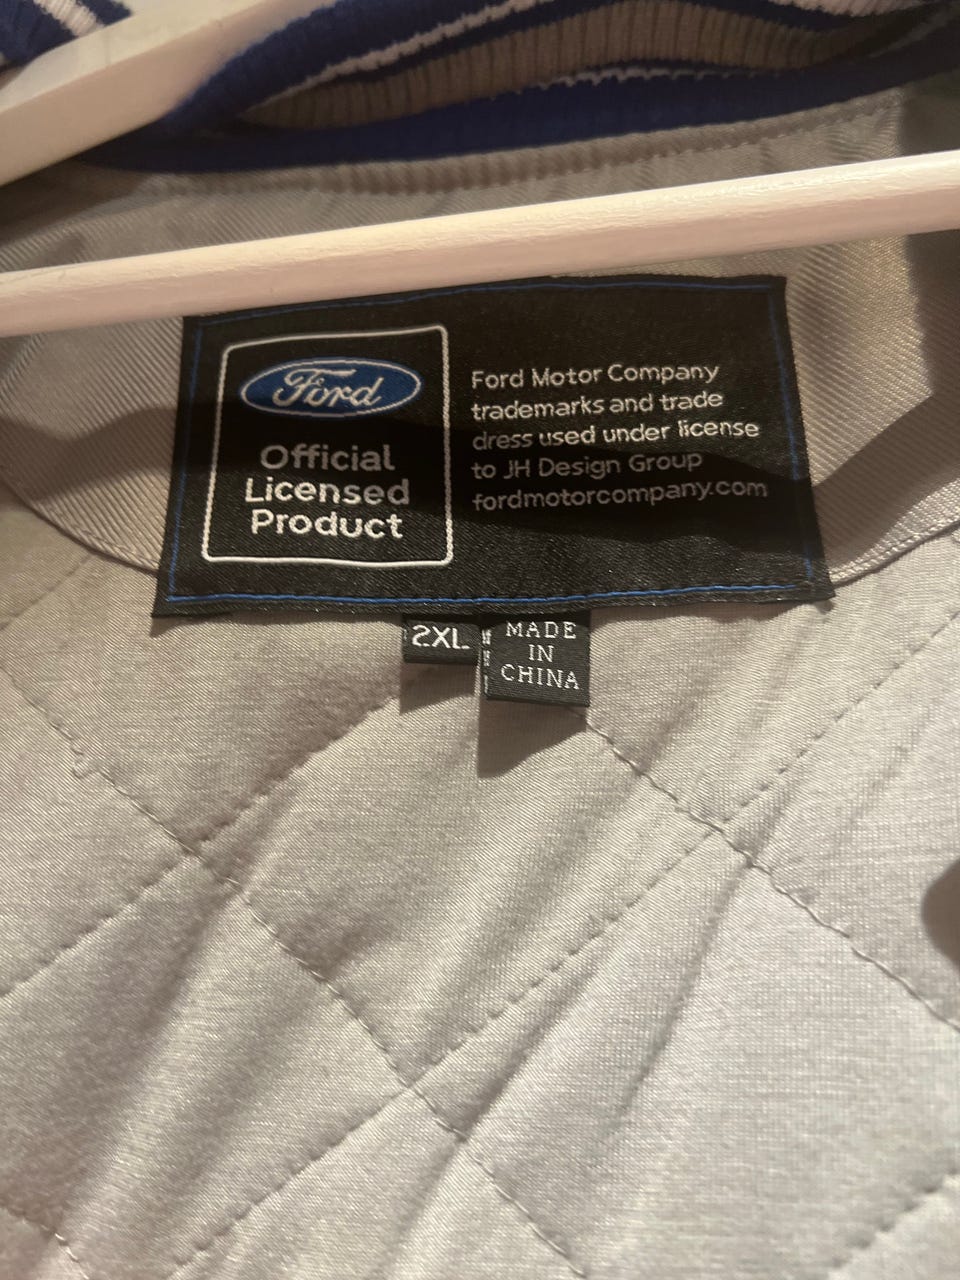 Ford
Official
Licensed
Product
Ford Motor Company
trademarks and trade
dress used under license
to JH Design Group
fordmotorcompany.com
2XL
MADE
IN
CHINA